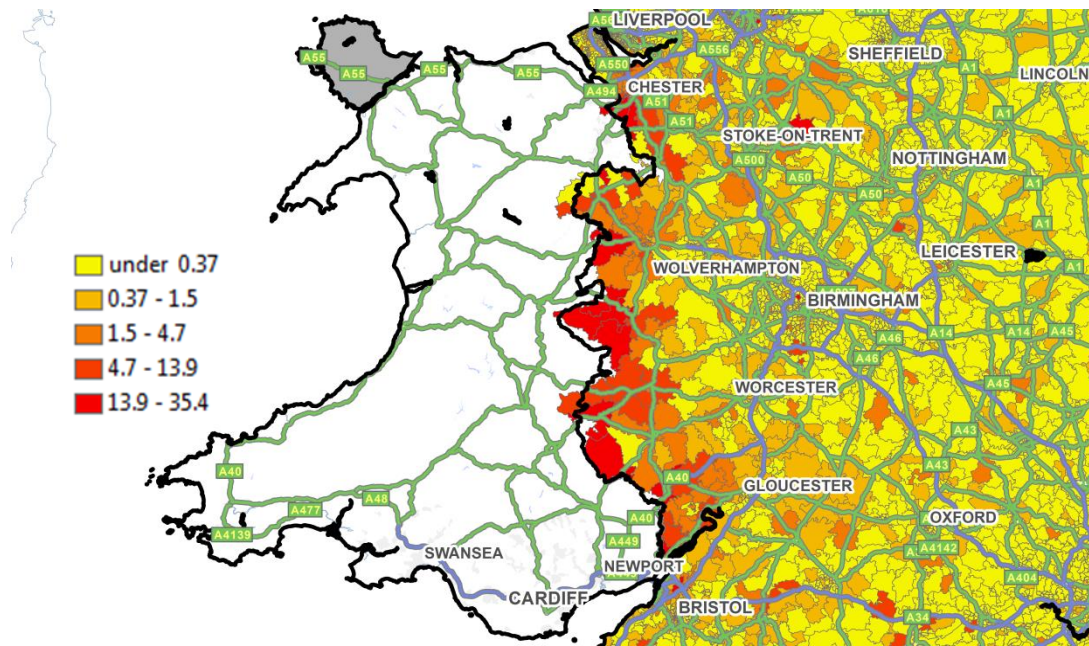 LIVERPOOL
A556
SHEFFIELD
A55
A55
A55
A55
A550
A1
LINCOLN
A494
CHESTER
A51
A51
STOKE-ON-TRENT
A1
A500
NOTTINGHAM
A50
A50
A1
A1
LEICESTER
A1
under 0.37
0.37 - 1.5
1.5 - 4.7
4.7 - 13.9
13.9 - 35.4
WOLVERHAMPTON
BIRMINGHAM
A14
A14
A45
A46
A46
A45
WORCESTER
A43
A40
A40
A43
GLOUCESTER
A48
A477
A40
OXFORD
A4139
A449
A4142
SWANSEA
NEWPORT
A404
CARDIFF
BRISTOL
A34